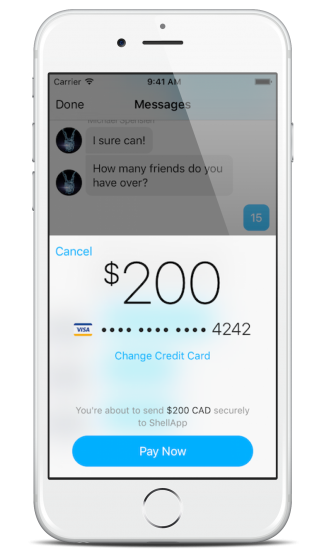 Carrier 9:41 AM
Done Messages
I sure can!
How many friends do you
have over?
15
Cancel
$200
VISA •••• •••• •••• 4242
Change Credit Card
You're about to send $200 CAD securely
to ShellApp
Pay Now